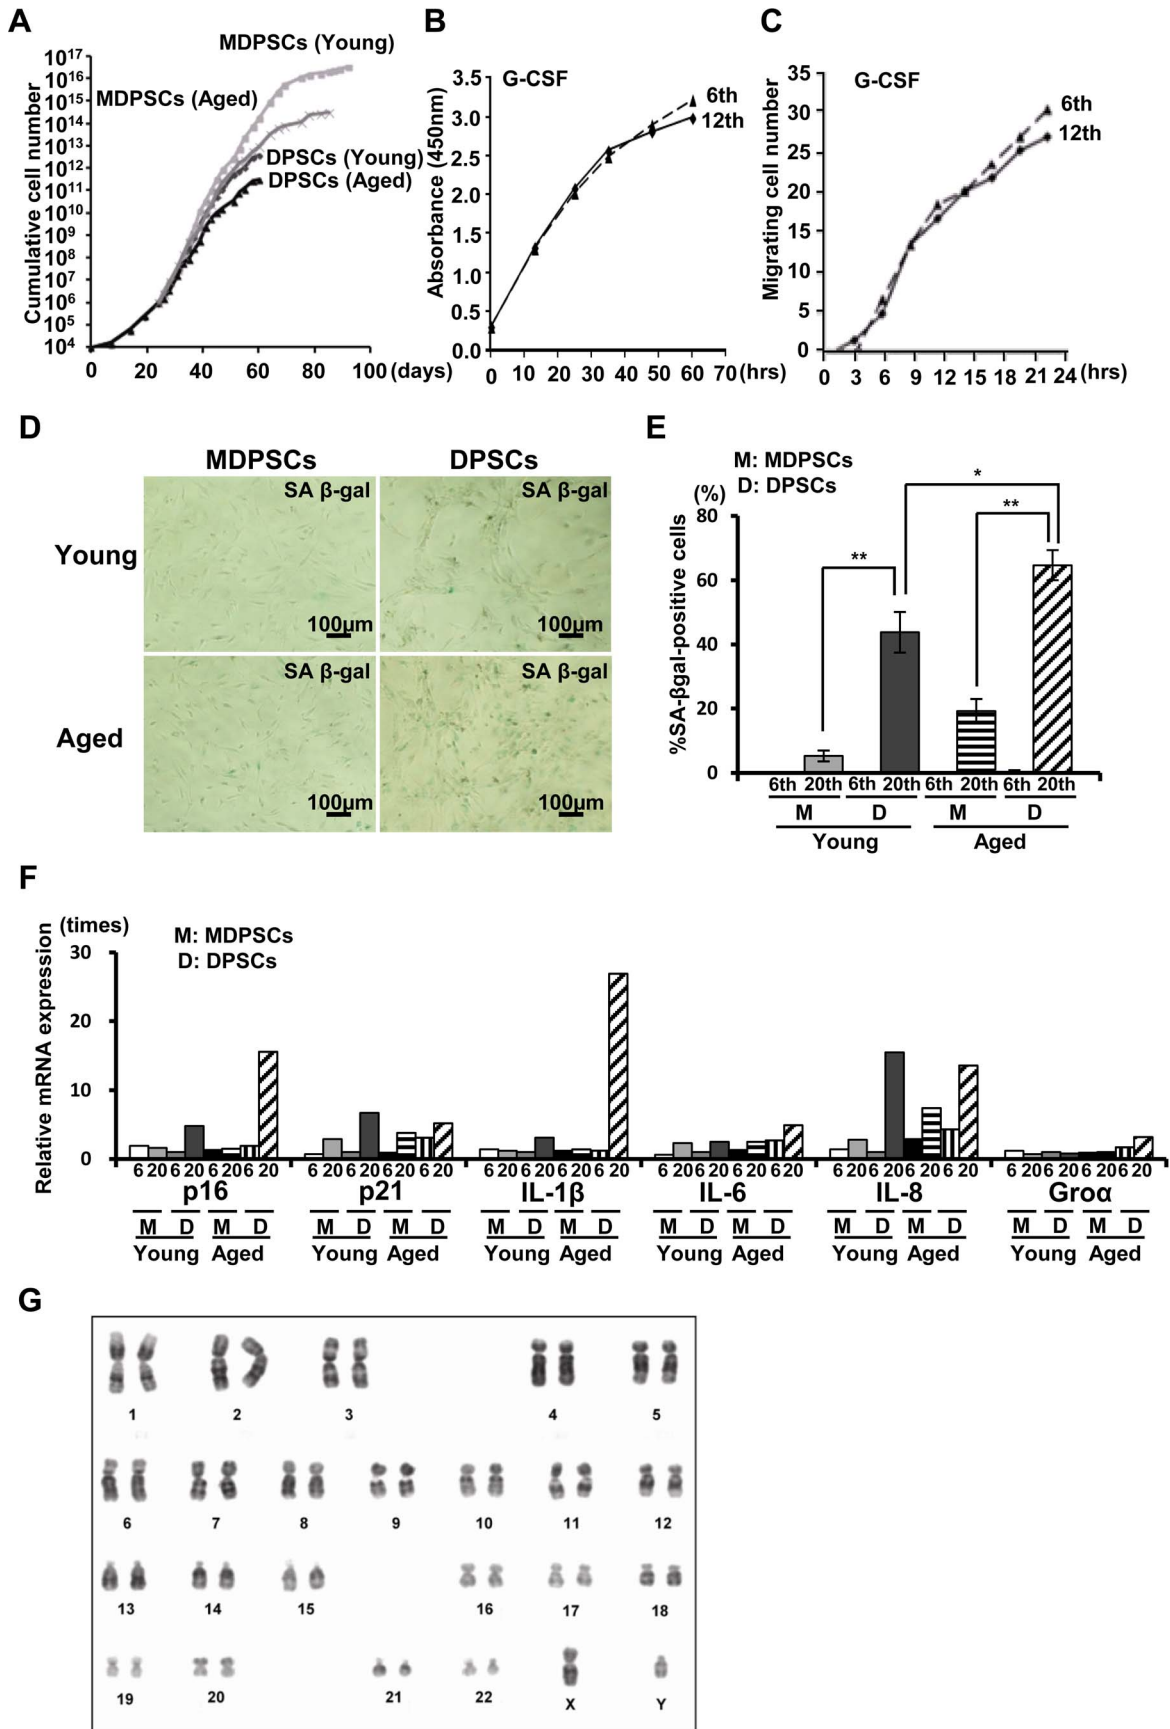 A
MDPSCs (Young)
MDPSCs (Aged)
DPSCs (Young)
DPSCs (Aged)
Cumulative cell number
10¹⁷
10¹⁶
10¹⁵
10¹⁴
10¹³
10¹²
10¹¹
10¹⁰
10⁹
10⁸
10⁷
10⁶
10⁵
10⁴
0 20 40 60 80 100 (days)
B
G-CSF
6th
12th
Absorbance (450nm)
3.5
3.0
2.5
2.0
1.5
1.0
0.5
0.0
0 10 20 30 40 50 60 70 (hrs)
C
G-CSF
6th
12th
Migrating cell number
35
30
25
20
15
10
5
0
0 3 6 9 12 15 18 21 24 (hrs)
D
MDPSCs DPSCs
Young
SA β-gal
100μm
SA β-gal
100μm
Aged
SA β-gal
100μm
SA β-gal
100μm
E
M: MDPSCs
D: DPSCs
(%)
%SA-βgal-positive cells
80
60
40
20
0
**
*
**
6th 20th 6th 20th 6th 20th 6th 20th
M D M D
Young Aged
F
(times)
M: MDPSCs
D: DPSCs
Relative mRNA expression
30
20
10
0
6 20 6 20 6 20 6 20 6 20 6 20 6 20 6 20 6 20 6 20 6 20 6 20 6 20 6 20 6 20 6 20 6 20 6 20 6 20 6 20 6 20 6 20 6 20 6 20
p16 p21 IL-1β IL-6 IL-8 Groα
M D M D M D M D M D M D M D M D M D M D M D M D
Young Aged Young Aged Young Aged Young Aged Young Aged Young Aged
G
1 2 3 4 5
6 7 8 9 10 11 12
13 14 15 16 17 18
19 20 21 22 X Y